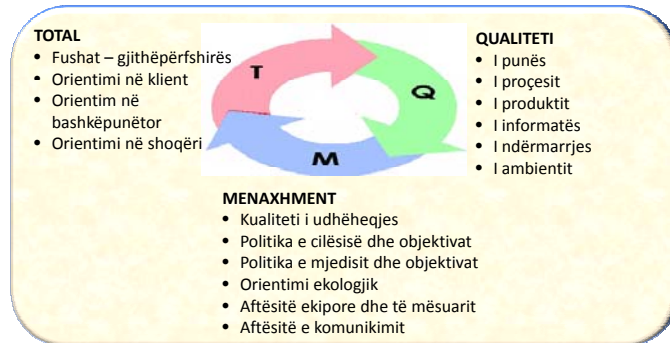 TOTAL
• Fushat – gjithëpërfshirës
• Orientimi në klient
• Orientim në
bashkëpunëtor
• Orientimi në shoqëri
T
Q
M
QUALITETI
• I punës
• I proçesit
• I produktit
• I informatës
• I ndërmarrjes
• I ambientit
MENAXHMENT
• Kualiteti i udhëheqjes
• Politika e cilësisë dhe objektivat
• Politika e mjedisit dhe objektivat
• Orientimi ekologjik
• Aftësitë ekipore dhe të mësuarit
• Aftësitë e komunikimit